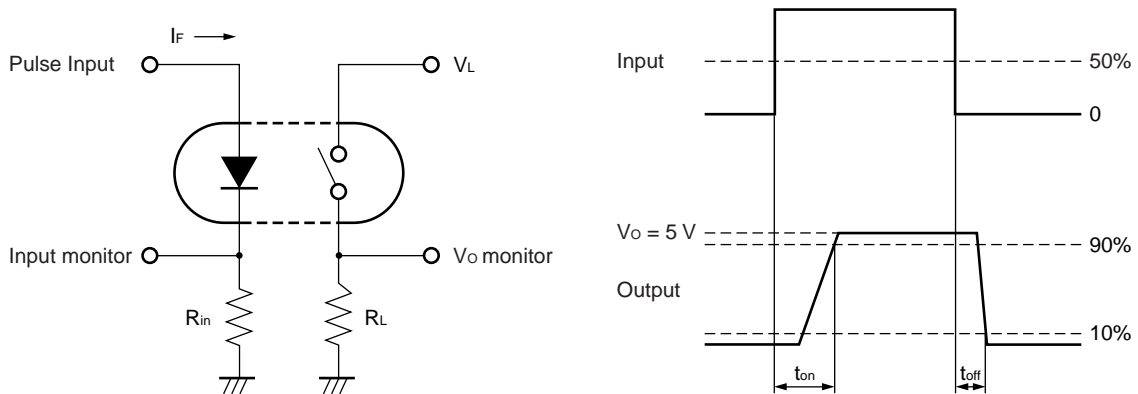 IF
Pulse Input
VL
Input monitor
VO monitor
Rin
RL
Input
50%
0
VO = 5 V
90%
Output
10%
ton
toff